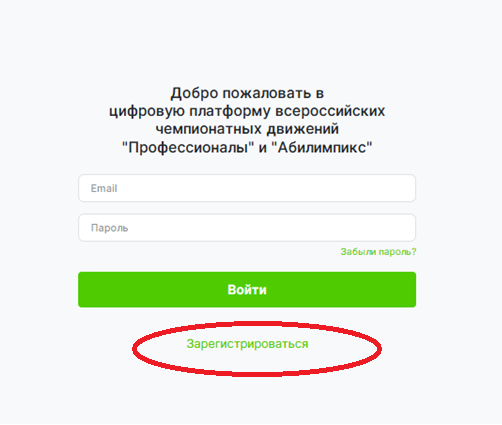 Добро пожаловать в
цифровую платформу всероссийских
чемпионатных движений
"Профессионалы" и "Абилимпикс"
Email
Пароль
Забыли пароль?
Войти
Зарегистрироваться